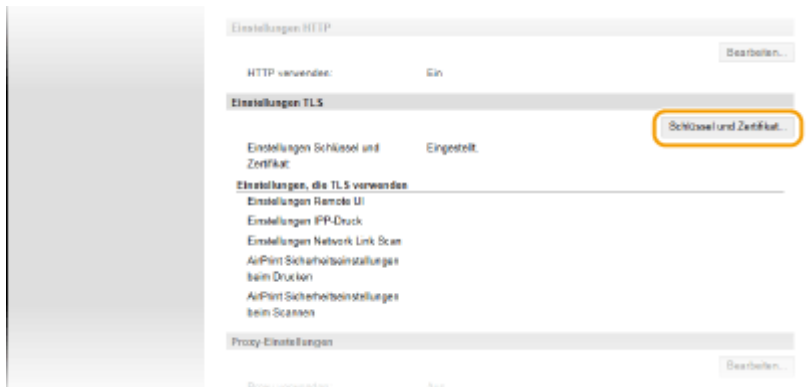 Einstellungen HTTP
Bearbeiten...
HTTP verwenden: Ein
Einstellungen TLS
Schlüssel und Zertifikat...
Einstellungen Schlüssel und Eingestellt.
Zertifikat:
Einstellungen, die TLS verwenden
Einstellungen Remote UI
Einstellungen IPP-Druck
Einstellungen Network Link Scan
AirPrint Sicherheitseinstellungen
beim Drucken
AirPrint Sicherheitseinstellungen
beim Scannen
Proxy-Einstellungen
Bearbeiten...